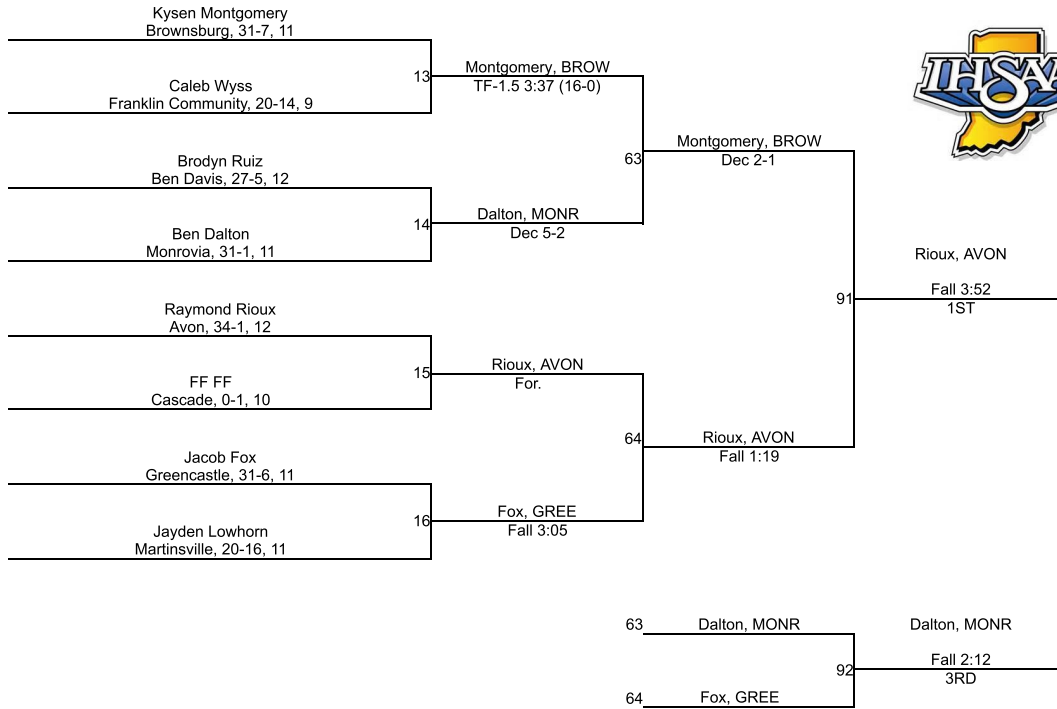 Kysen Montgomery
Brownsburg, 31-7, 11
Caleb Wyss
Franklin Community, 20-14, 9
13
Montgomery, BROW
TF-1.5 3:37 (16-0)
Brodyn Ruiz
Ben Davis, 27-5, 12
Ben Dalton
Monrovia, 31-1, 11
14
Dalton, MONR
Dec 5-2
63
Montgomery, BROW
Dec 2-1
Raymond Rioux
Avon, 34-1, 12
FF FF
Cascade, 0-1, 10
15
Rioux, AVON
For.
Jacob Fox
Greencastle, 31-6, 11
Jayden Lowhorn
Martinsville, 20-16, 11
16
Fox, GREE
Fall 3:05
64
Rioux, AVON
Fall 1:19
91
Rioux, AVON
Fall 3:52
1ST
63
Dalton, MONR
64
Fox, GREE
92
Dalton, MONR
Fall 2:12
3RD
IHSAA